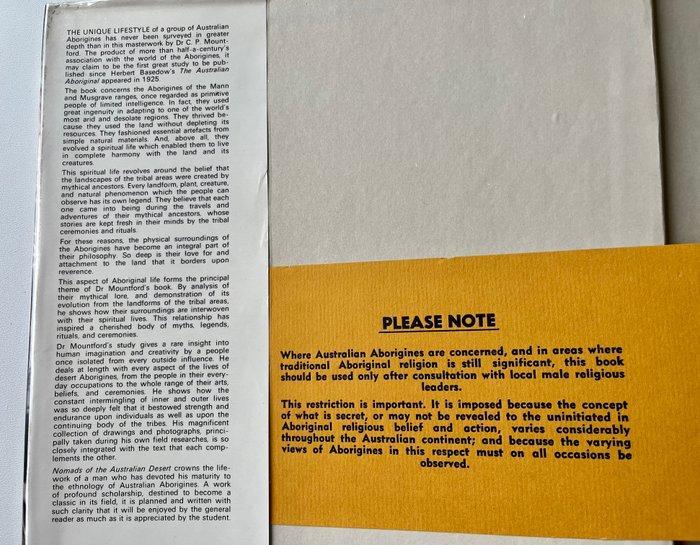 THE UNIQUE LIFESTYLE of a group of Australian
Aborigines has never been surveyed in greater
depth than in this masterwork by Dr C. P. Mount-
ford. The product of more than half-a-century's
association with the world of the Aborigines, it
may claim to be the first great study to be pub-
lished since Herbert Basedow's The Australian
Aboriginal appeared in 1925.
The book concerns the Aborigines of the Mann
and Musgrave ranges, once regarded as primitive
people of limited intelligence. In fact, they used
great ingenuity in adapting to one of the world's
most arid and desolate regions. They thrived be-
cause they used the land without depleting its
resources. They fashioned essential artefacts from
simple natural materials. And, above all, they
evolved a spiritual life which enabled them to live
in complete harmony with the land and its
creatures.
This spiritual life revolves around the belief that
the landscapes of the tribal areas were created by
mythical ancestors. Every landform, plant, creature,
and natural phenomenon which the people can
observe has its own legend. They believe that each
one came into being during the travels and
adventures of their mythical ancestors, whose
stories are kept fresh in their minds by the tribal
ceremonies and rituals.
For these reasons, the physical surroundings of
the Aborigines have become an integral part of
their philosophy. So deep is their love for and
attachment to the land that it borders upon
reverence.
This aspect of Aboriginal life forms the principal
theme of Dr Mountford's book. By analysis of
their mythical lore, and demonstration of its
evolution from the landforms of the tribal areas,
he shows how their surroundings are interwoven
with their spiritual lives. This relationship has
inspired a cherished body of myths, legends,
rituals, and ceremonies.
Dr Mountford's study gives a rare insight into
human imagination and creativity by a people
once isolated from every outside influence. He
deals at length with every aspect of the lives of
desert Aborigines, from the people in their every-
day occupations to the whole range of their arts,
beliefs, and ceremonies. He shows how the
constant intermingling of inner and outer lives
was so deeply felt that it bestowed strength and
endurance upon individuals as well as upon the
continuing body of the tribes. His magnificent
collection of drawings and photographs, princi-
pally taken during his own field researches, is so
closely integrated with the text that each comp-
lements the other.
Nomads of the Australian Desert crowns the life-
work of a man who has devoted his maturity to
the ethnology of Australian Aborigines. A work
of profound scholarship, destined to become a
classic in its field, it is planned and written with
such clarity that it will be enjoyed by the general
reader as much as it is appreciated by the student.
PLEASE NOTE
Where Australian Aborigines are concerned, and in areas where
traditional Aboriginal religion is still significant, this book
should be used only after consultation with local male religious
leaders.
This restriction is important. It is imposed because the concept
of what is secret, or may not be revealed to the uninitiated in
Aboriginal religious belief and action, varies considerably
throughout the Australian continent; and because the varying
views of Aborigines in this respect must on all occasions be
observed.